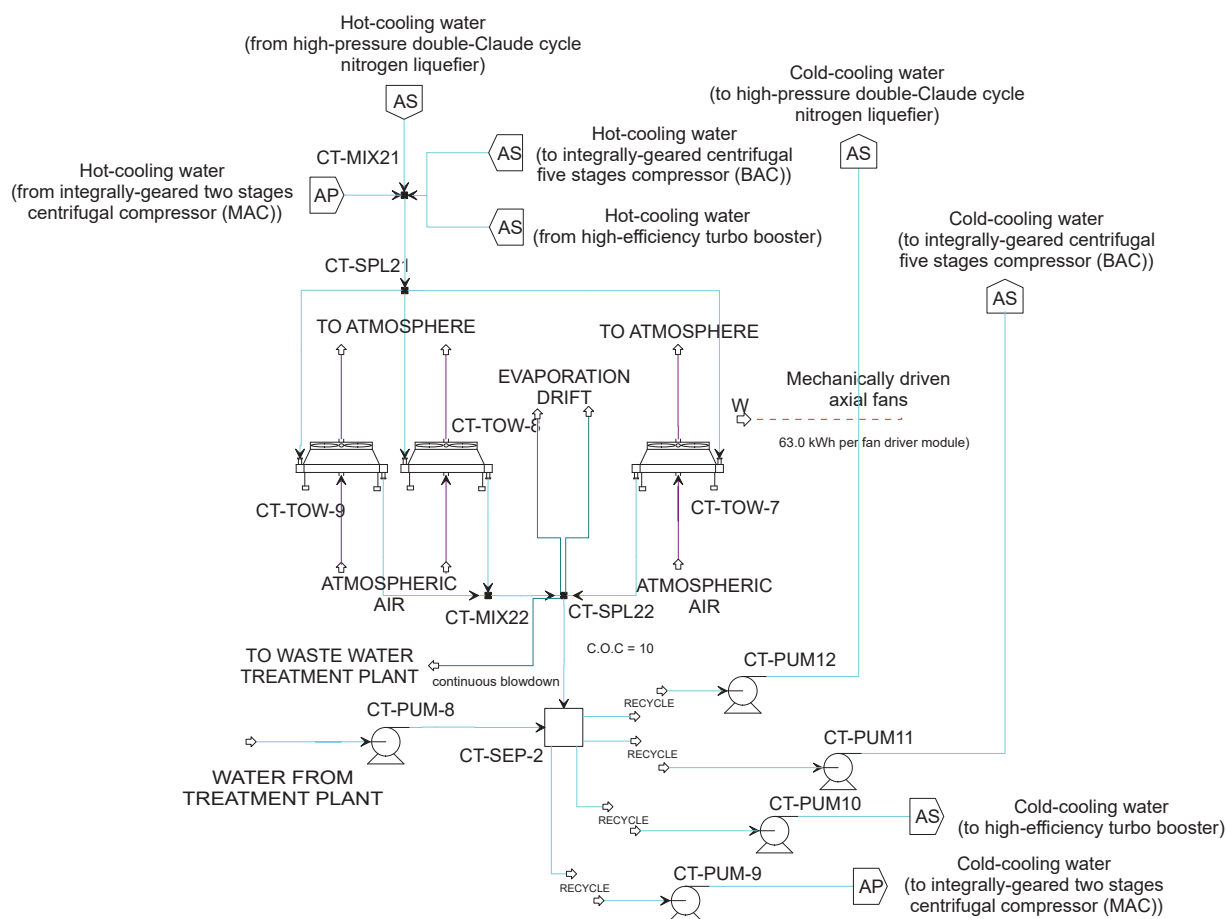 Hot-cooling water
(from high-pressure double-Claude cycle
nitrogen liquefier)
AS
Cold-cooling water
(to high-pressure double-Claude cycle
nitrogen liquefier)
AS
CT-MIX21
Hot-cooling water
(to integrally-geared centrifugal
five stages compressor (BAC))
AS
Hot-cooling water
(from integrally-geared two stages
centrifugal compressor (MAC))
AP
Hot-cooling water
(from high-efficiency turbo booster)
AS
Cold-cooling water
(to integrally-geared centrifugal
five stages compressor (BAC))
AS
CT-SPL21
TO ATMOSPHERE
TO ATMOSPHERE
EVAPORATION
DRIFT
Mechanically driven
axial fans
W
63.0 kWh per fan driver module)
CT-TOW-8
CT-TOW-9
CT-TOW-7
ATMOSPHERIC
AIR
ATMOSPHERIC
AIR
CT-MIX22
CT-SPL22
C.O.C = 10
TO WASTE WATER
TREATMENT PLANT
continuous blowdown
CT-PUM12
RECYCLE
CT-PUM-8
CT-SEP-2
WATER FROM
TREATMENT PLANT
CT-PUM11
RECYCLE
CT-PUM10
RECYCLE
AS
Cold-cooling water
(to high-efficiency turbo booster)
CT-PUM-9
RECYCLE
AP
Cold-cooling water
(to integrally-geared two stages
centrifugal compressor (MAC))